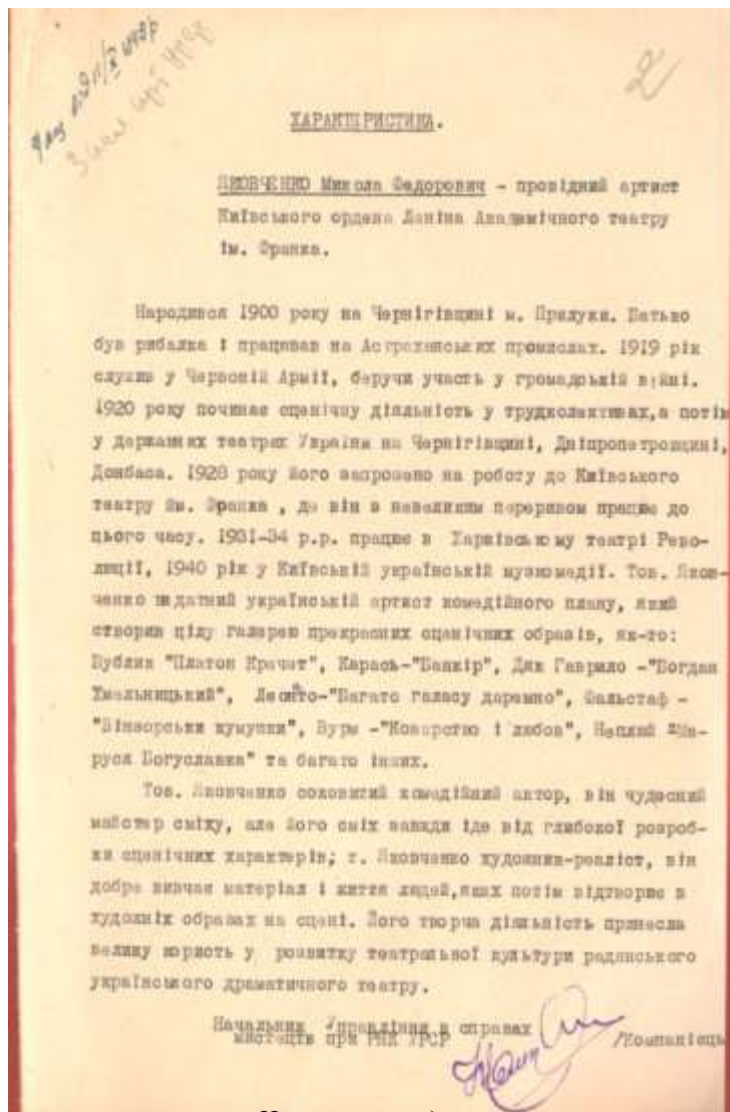 ХАРАКТЕРИСТИКА.
ЯКОВЧЕНКО Микола Федорович - провідний артист
Київського ордена Леніна Академічного театру
ім. Франка.
Народився 1900 року на Чернігівщині м. Прилуки. Батько
був рибалка і працював на Астраханських промислах. 1919 рік
служив у Червоній Армії, беручи участь у громадській війні.
1920 року починає сценічну діяльність у трудколективах,а потім
у державних театрах України на Чернігівщині, Дніпропетровщині,
Донбаса. 1928 року його запрошено на роботу до Київського
театру ім. Франка , де він з невеликим перервом працює до
цього часу. 1931-34 р.р. працює в Харківському театрі Рево-
люції, 1940 рік у Київській українській музкомедії. Тов. Яков-
ченко видатний український артист комедійного плану, який
створив цілу галерею прекрасних сценічних образів, як-то:
Бублик "Платон Кречет", Карась-"Банкір", Дяк Гаврило -"Богдан
Хмельницький", "Багато галасу даремно", Фальстаф -
"Віндзорськи кумушки", Вурм -"Коварство і любов", "Ма-
руся Богуславка" та багато інших.
Тов. Яковченко соковитий комедійний актор, він чудесний
майстер сміху, але його сміх завжди іде від глибокої розроб-
ки сценічних характерів; т. Яковченко художник-реаліст, він
добре вивчає матеріал і життя людей,яких потім відтворює в
художніх образах на сцені. Його творча діяльність принесла
велику користь у розвитку театральної культури радянського
українського драматичного театру.
Начальник Управління в справах
мистецтв при РНК УРСР /Компанієць